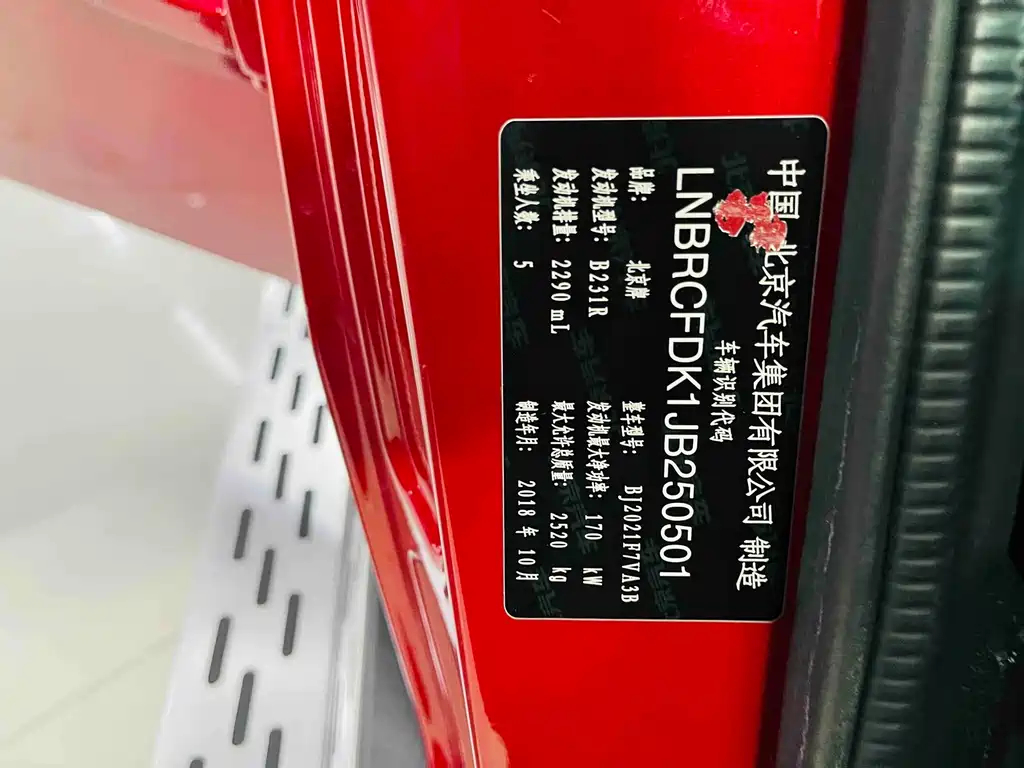 中国 北京汽车集团有限公司 制造
车辆识别代码
LNBRCFDK1JB250501
品牌： 北京牌 整车型号： BJ2021F7VA3B
发动机型号： B231R 发动机最大净功率： 170 kW
发动机排量： 2290 mL 最大允许总质量： 2520 kg
乘坐人数： 5 制造年月： 2018 年 10月